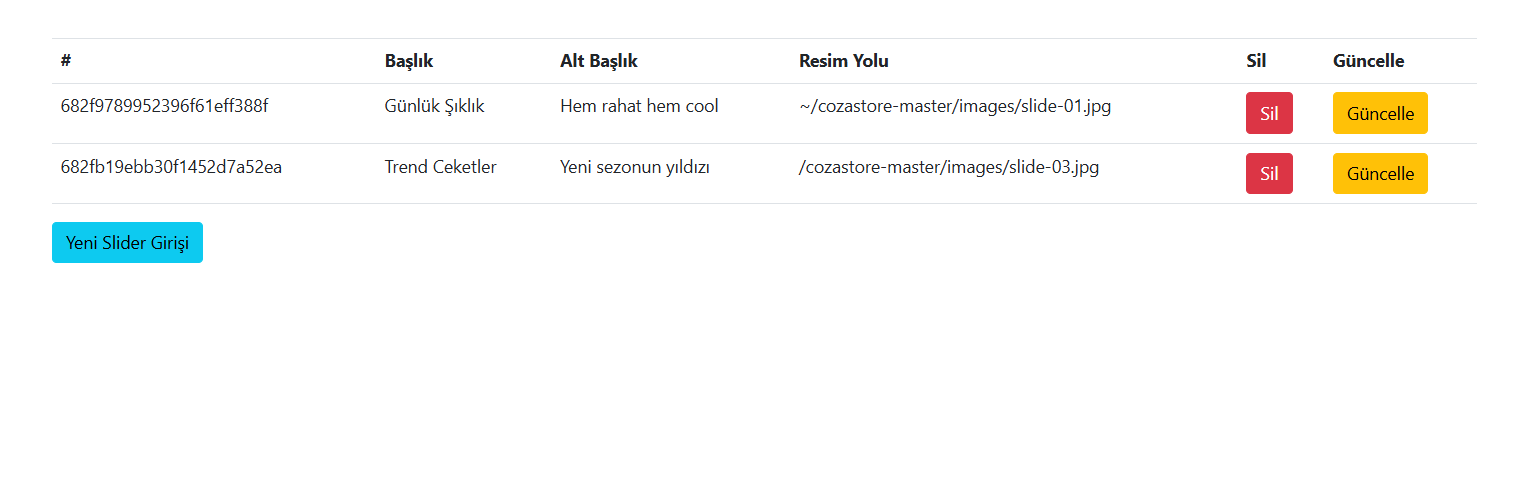 # Başlık Alt Başlık Resim Yolu Sil Güncelle
682f9789952396f61eff388f Günlük Şıklık Hem rahat hem cool ~/cozastore-master/images/slide-01.jpg Sil Güncelle
682fb19ebb30f1452d7a52ea Trend Ceketler Yeni sezonun yıldızı /cozastore-master/images/slide-03.jpg Sil Güncelle
Yeni Slider Girişi